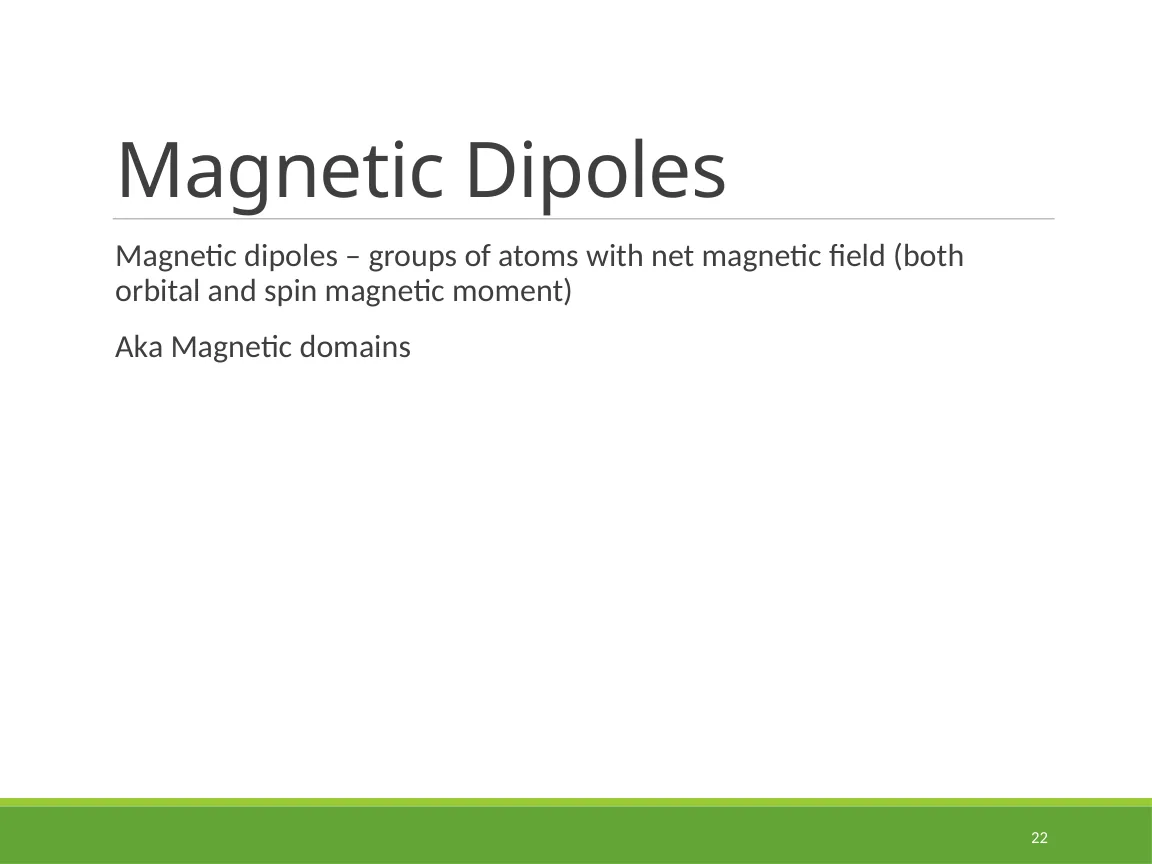 Magnetic Dipoles
Magnetic dipoles – groups of atoms with net magnetic field (both
orbital and spin magnetic moment)
Aka Magnetic domains
22